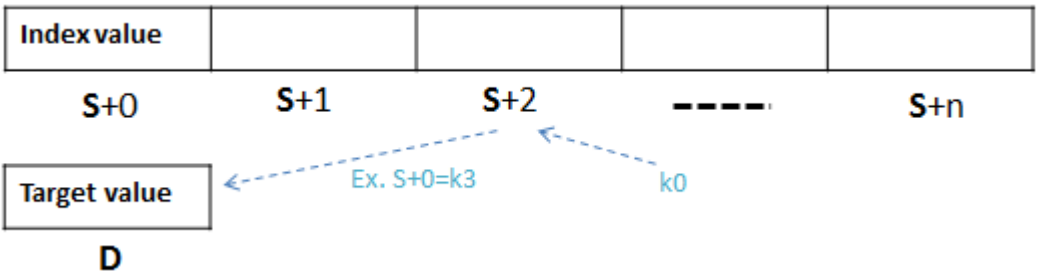 Index value
S+0 S+1 S+2 ----- S+n
Ex. S+0=k3 k0
Target value
D